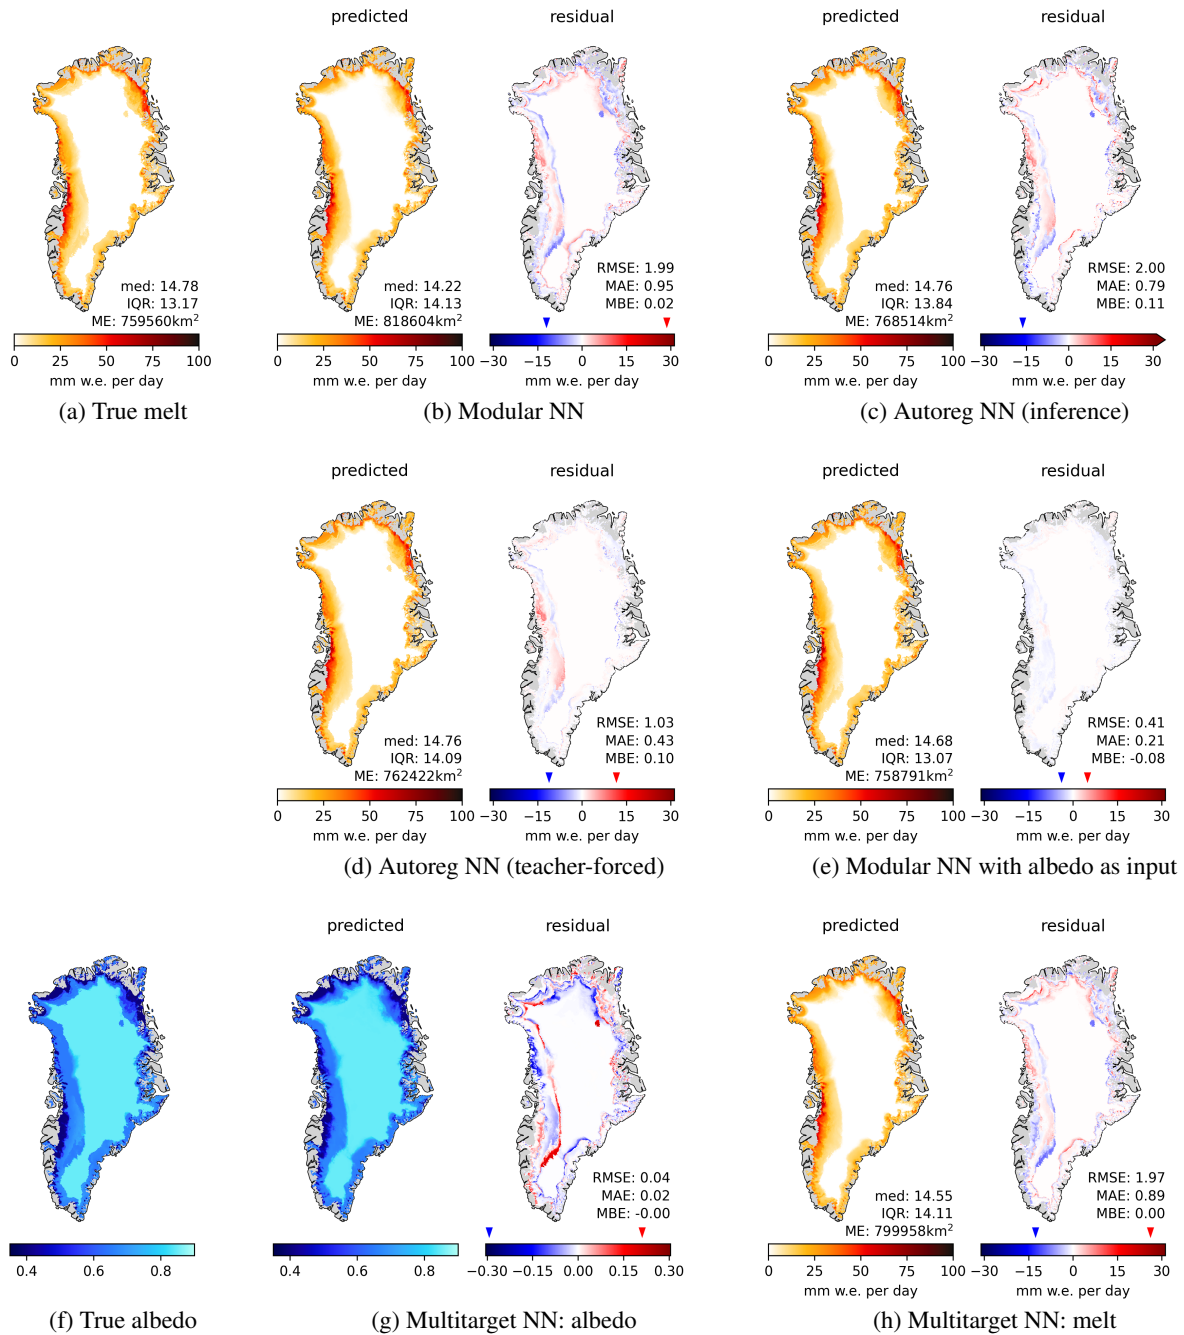 predicted residual predicted residual
med: 14.78
IQR: 13.17
ME: 759560km²
0 25 50 75 100
mm w.e. per day
(a) True melt
med: 14.22
IQR: 14.13
ME: 818604km²
0 25 50 75 100
mm w.e. per day
RMSE: 1.99
MAE: 0.95
MBE: 0.02
−30 −15 0 15 30
mm w.e. per day
(b) Modular NN
med: 14.76
IQR: 13.84
ME: 768514km²
0 25 50 75 100
mm w.e. per day
RMSE: 2.00
MAE: 0.79
MBE: 0.11
−30 −15 0 15 30
mm w.e. per day
(c) Autoreg NN (inference)
predicted residual predicted residual
med: 14.76
IQR: 14.09
ME: 762422km²
0 25 50 75 100
mm w.e. per day
RMSE: 1.03
MAE: 0.43
MBE: 0.10
−30 −15 0 15 30
mm w.e. per day
(d) Autoreg NN (teacher-forced)
med: 14.68
IQR: 13.07
ME: 758791km²
0 25 50 75 100
mm w.e. per day
RMSE: 0.41
MAE: 0.21
MBE: -0.08
−30 −15 0 15 30
mm w.e. per day
(e) Modular NN with albedo as input
predicted residual predicted residual
0.4 0.6 0.8
(f) True albedo
0.4 0.6 0.8
RMSE: 0.04
MAE: 0.02
MBE: -0.00
−0.30 −0.15 0.00 0.15 0.30
(g) Multitarget NN: albedo
med: 14.55
IQR: 14.11
ME: 799958km²
0 25 50 75 100
mm w.e. per day
RMSE: 1.97
MAE: 0.89
MBE: 0.00
−30 −15 0 15 30
mm w.e. per day
(h) Multitarget NN: melt